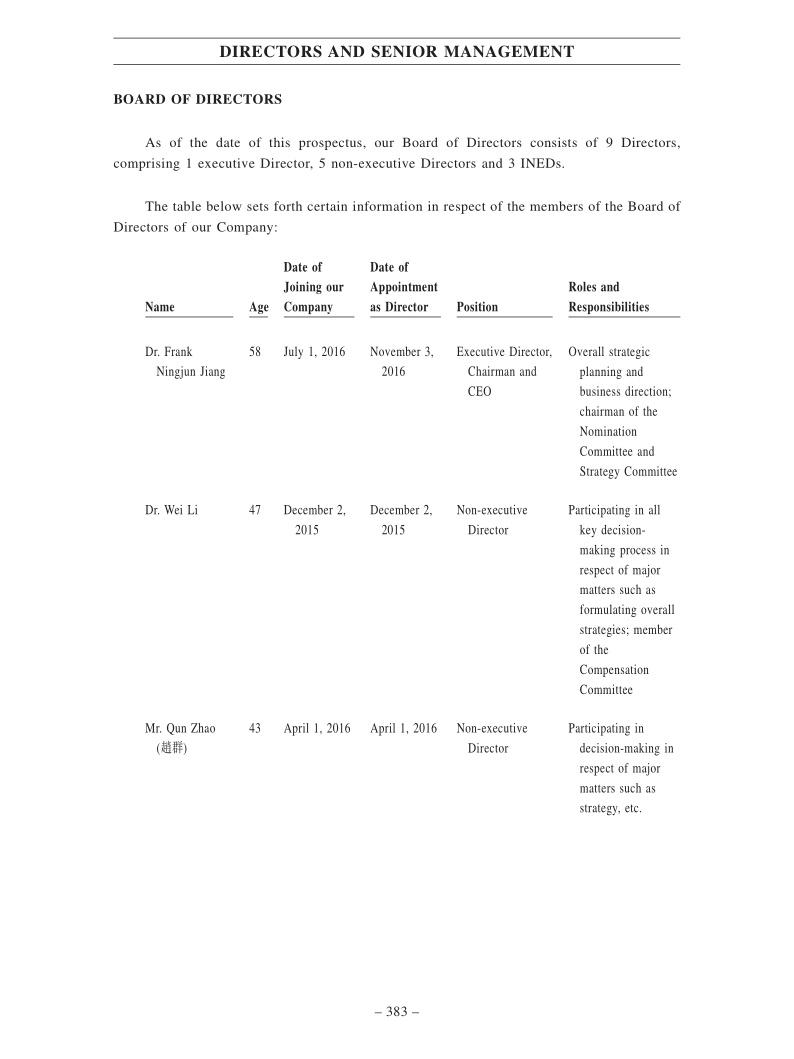 DIRECTORS AND SENIOR MANAGEMENT
BOARD OF DIRECTORS
As of the date of this prospectus, our Board of Directors consists of 9 Directors,
comprising 1 executive Director, 5 non-executive Directors and 3 INEDs.
The table below sets forth certain information in respect of the members of the Board of
Directors of our Company:
Date of Date of
Joining our Appointment Roles and
Name Age Company as Director Position Responsibilities
Dr. Frank 58 July 1, 2016 November 3, Executive Director, Overall strategic
Ningjun Jiang 2016 Chairman and planning and
CEO business direction;
chairman of the
Nomination
Committee and
Strategy Committee
Dr. Wei Li 47 December 2, December 2, Non-executive Participating in all
2015 2015 Director key decision-
making process in
respect of major
matters such as
formulating overall
strategies; member
of the
Compensation
Committee
Mr. Qun Zhao 43 April 1, 2016 April 1, 2016 Non-executive Participating in
(趙群) Director decision-making in
respect of major
matters such as
strategy, etc.
– 383 –